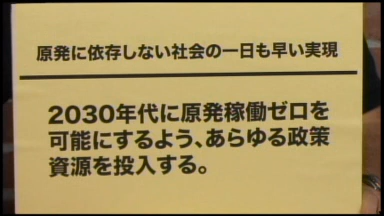 原発に依存しない社会の一日も早い実現
2030年代に原発稼働ゼロを
可能にするよう、あらゆる政策
資源を投入する。